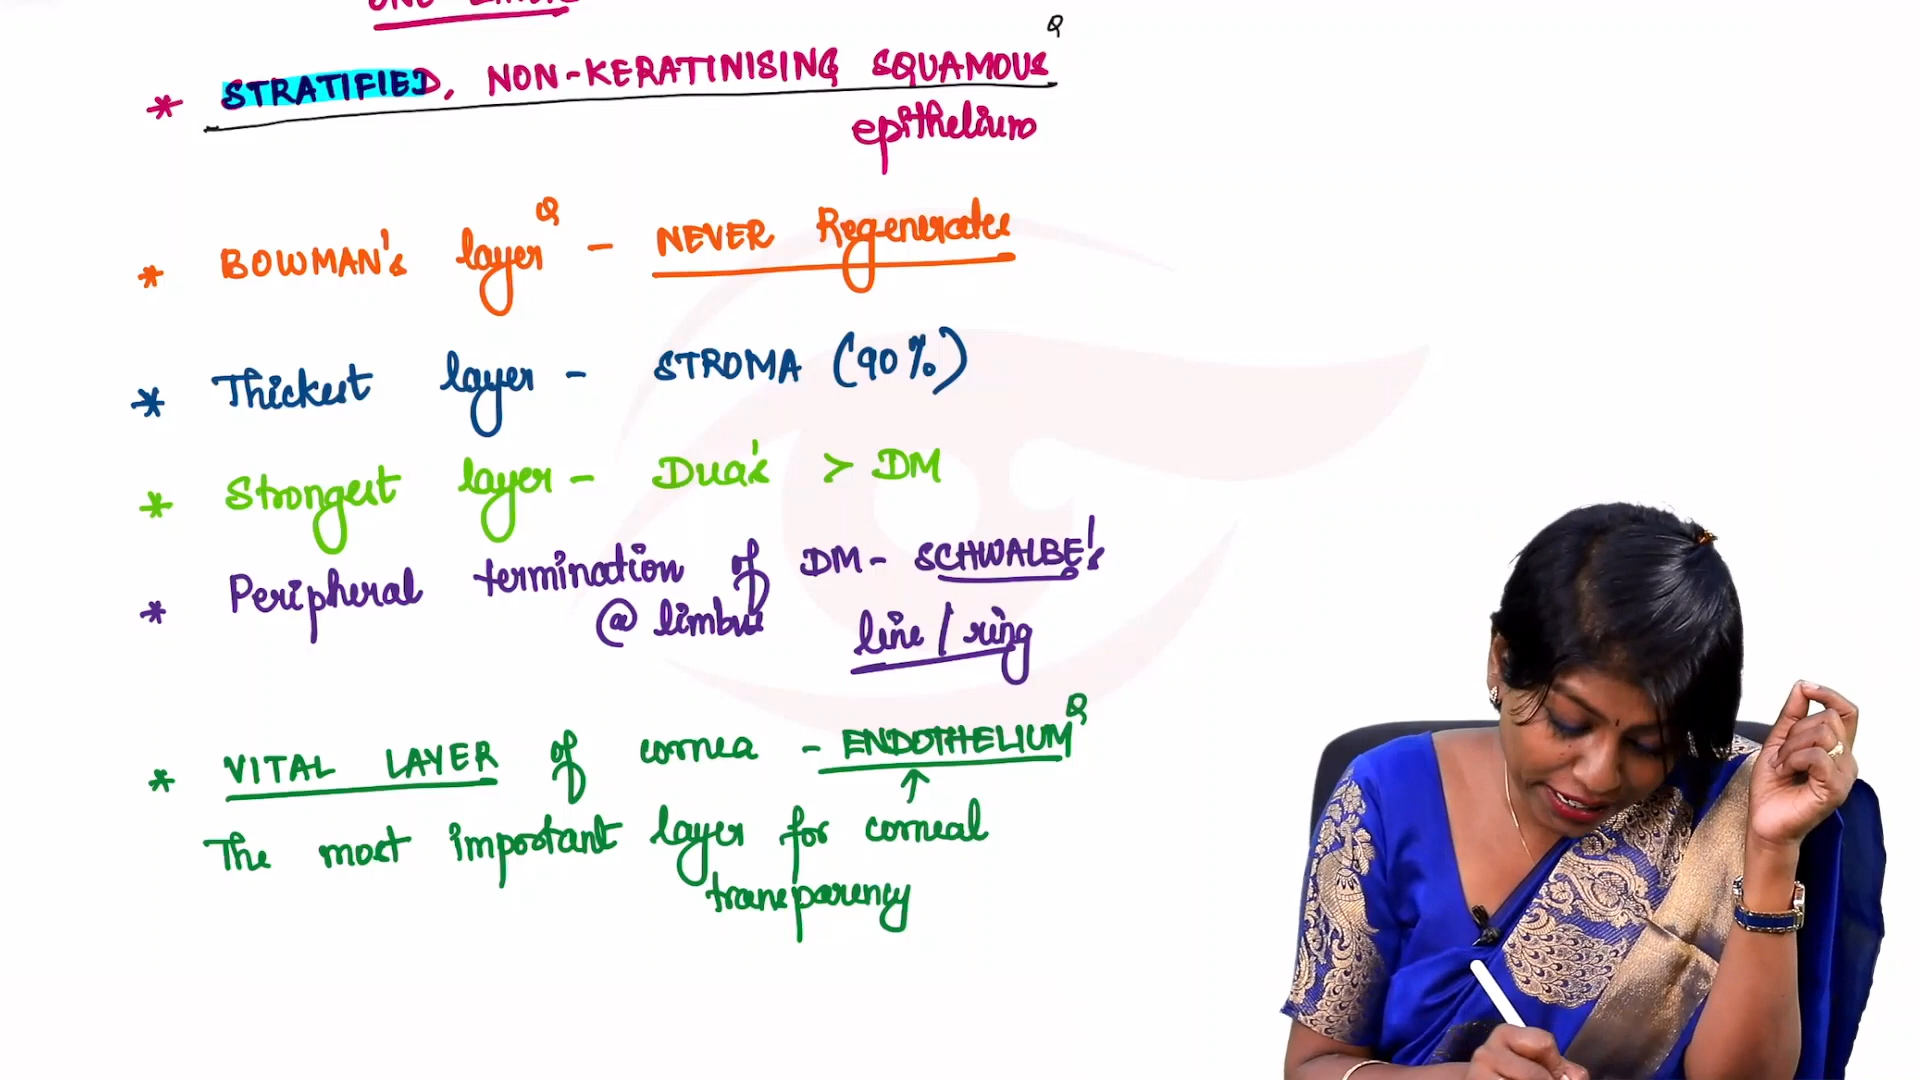 * STRATIFIED, NON-KERATINISING SQUAMOUS Q
epithelium
* BOWMAN's layer Q - NEVER Regenerates
* Thickest layer - STROMA (90%)
* Strongest layer - Dua's > DM
* Peripheral termination of DM - SCHWALBE's
@ limbus line / ring
* VITAL LAYER of cornea - ENDOTHELIUM Q
↑
The most important layer for corneal
transparency